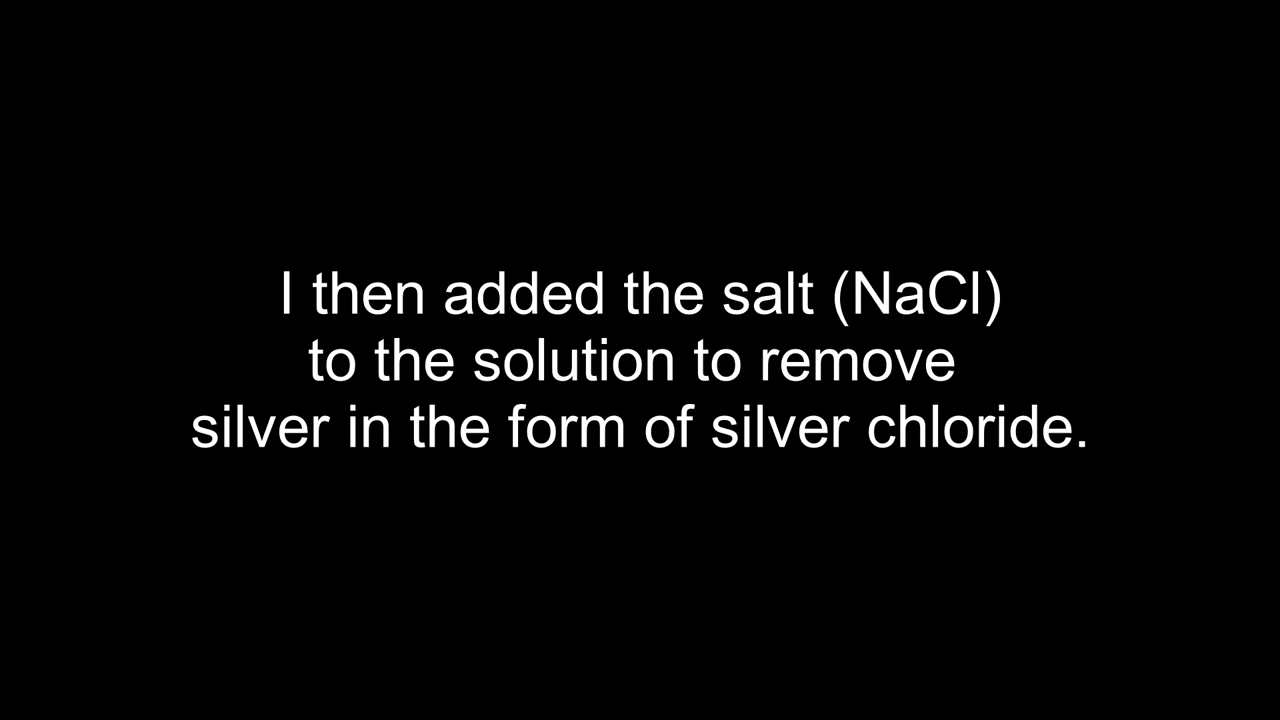 I then added the salt (NaCl)
to the solution to remove
silver in the form of silver chloride.